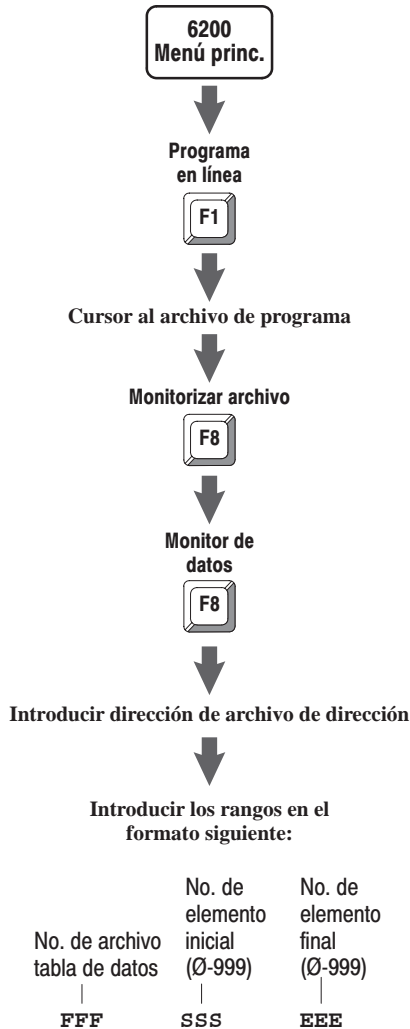 6200
Menú princ.
Programa
en línea
F1
Cursor al archivo de programa
Monitorizar archivo
F8
Monitor de
datos
F8
Introducir dirección de archivo de dirección
Introducir los rangos en el
formato siguiente:
No. de archivo
tabla de datos
FFF
No. de
elemento
inicial
(Ø-999)
SSS
No. de
elemento
final
(Ø-999)
EEE